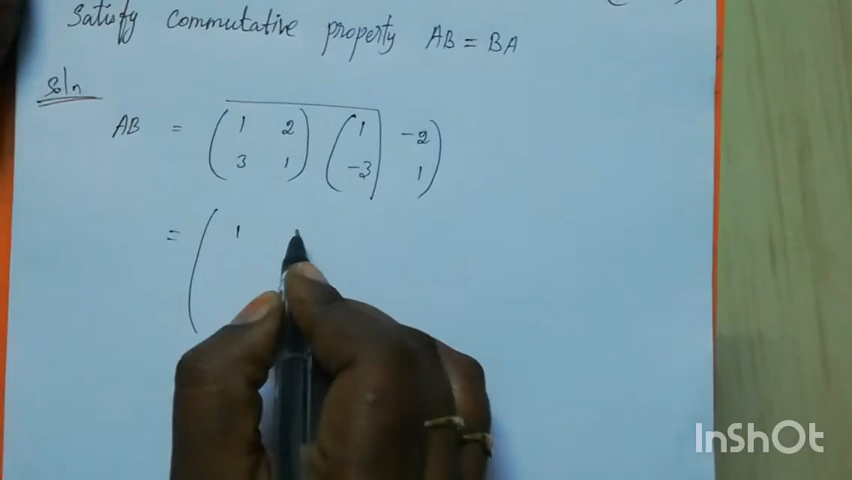 Satisfy commutative property AB = BA
Soln
AB = ( 1 2 ) ( 1 -2 )
3 1 -3 1
= ( 1
InShOt